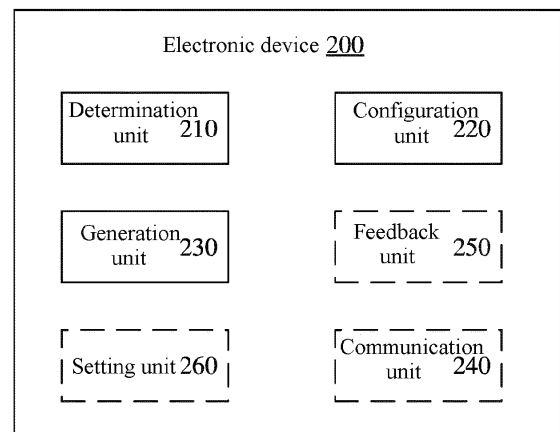 Electronic device 200
Determination
unit 210
Configuration
unit 220
Generation
unit 230
Feedback
unit 250
Setting unit 260
Communication
unit 240